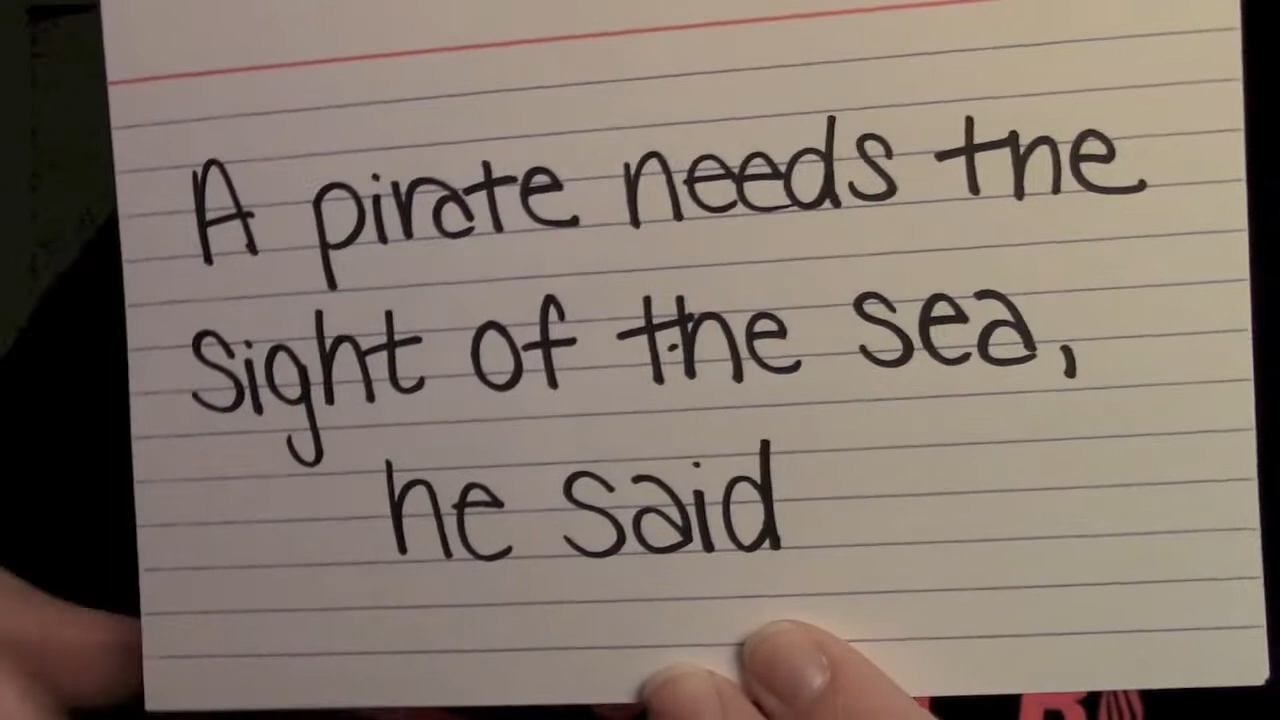 A pirate needs the
sight of the sea,
he said